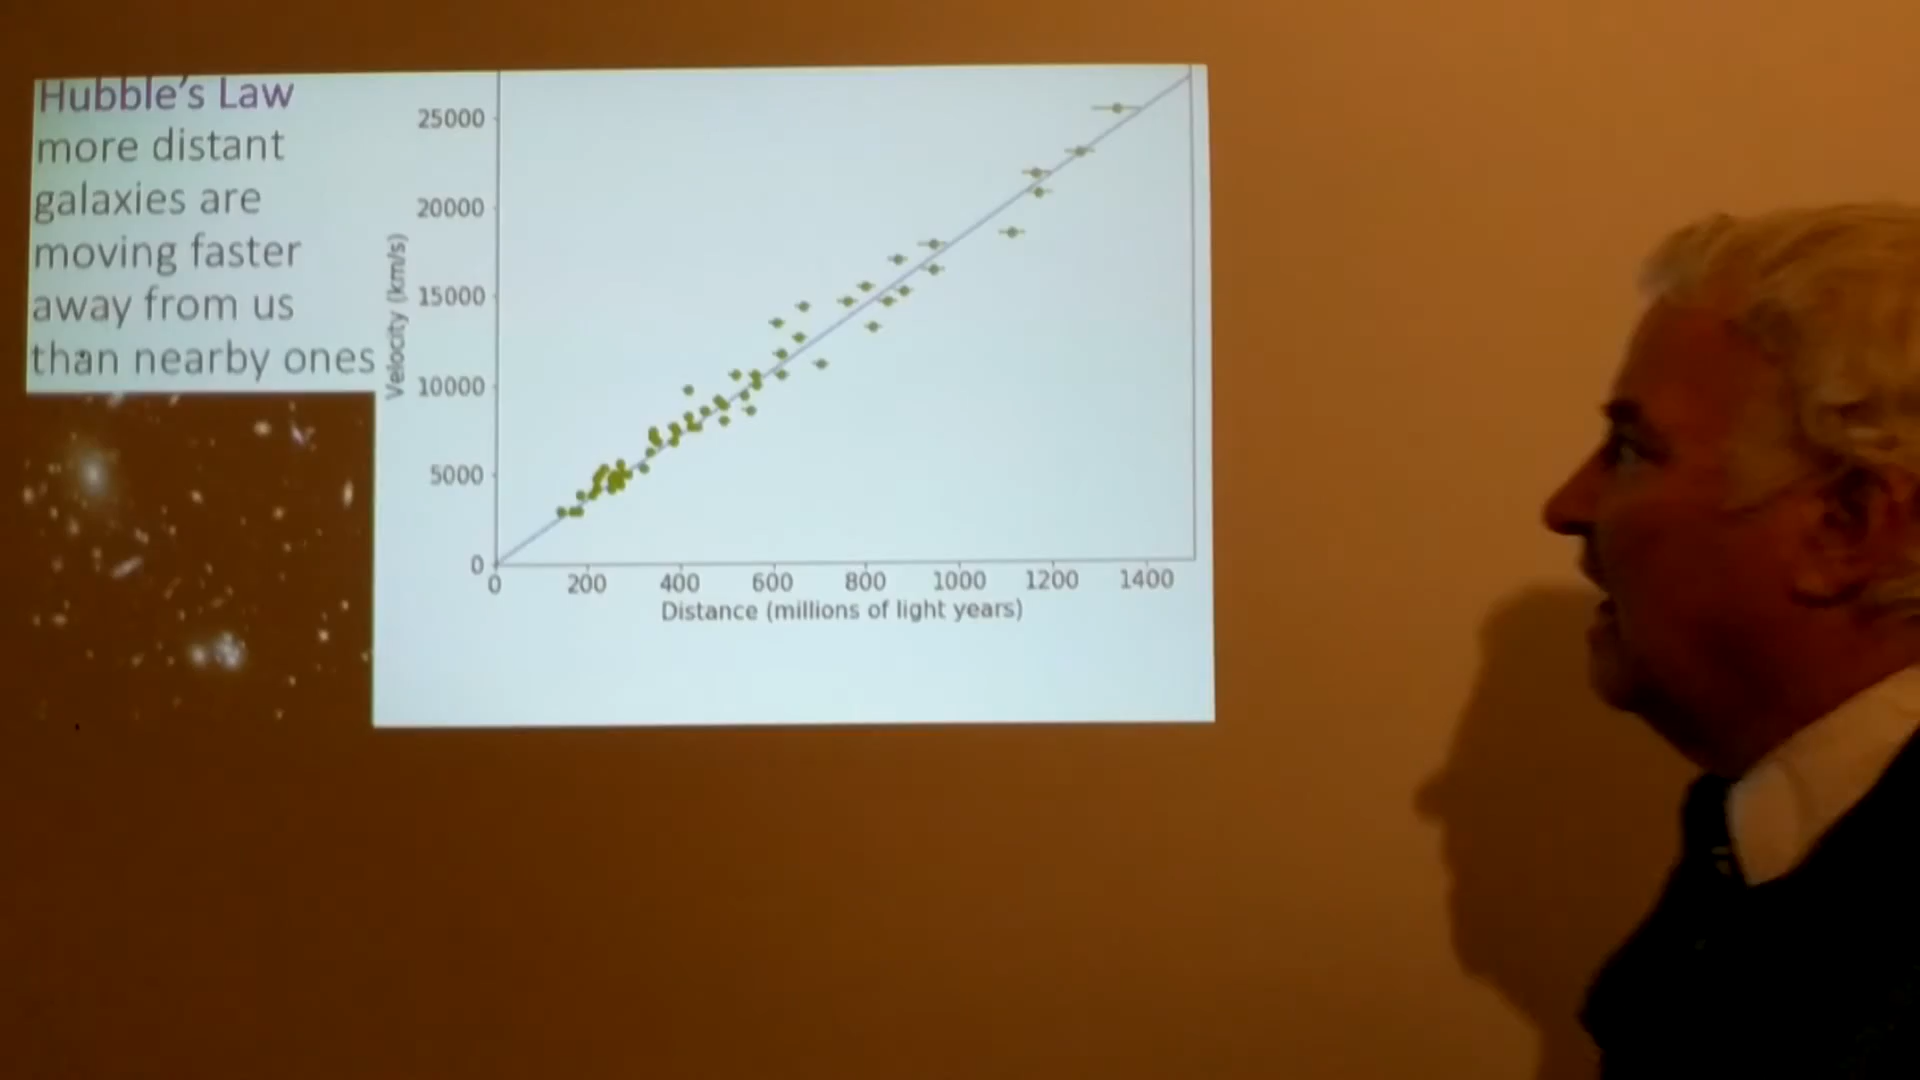 Hubble's Law
more distant
galaxies are
moving faster
away from us
than nearby ones
25000
20000
15000
10000
5000
0
Velocity (km/s)
0 200 400 600 800 1000 1200 1400
Distance (millions of light years)